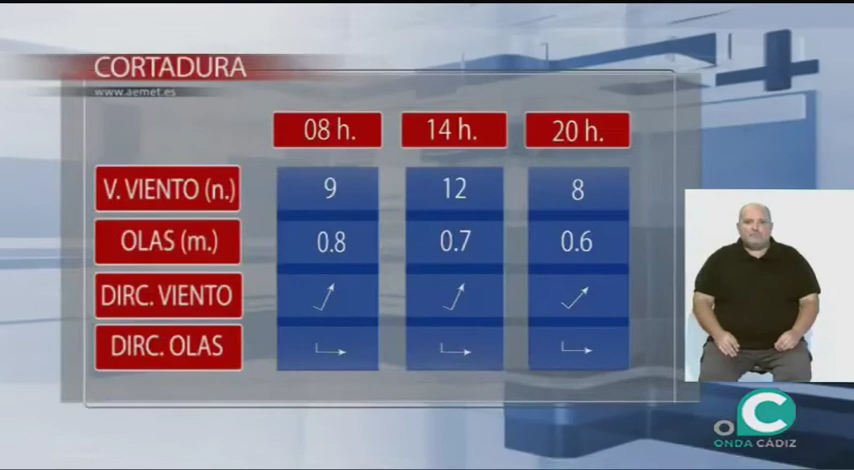 CORTADURA
www.aemet.es
08 h. 14 h. 20 h.
V. VIENTO (n.) 9 12 8
OLAS (m.) 0.8 0.7 0.6
DIRC. VIENTO
DIRC. OLAS
C
ONDA CÁDIZ